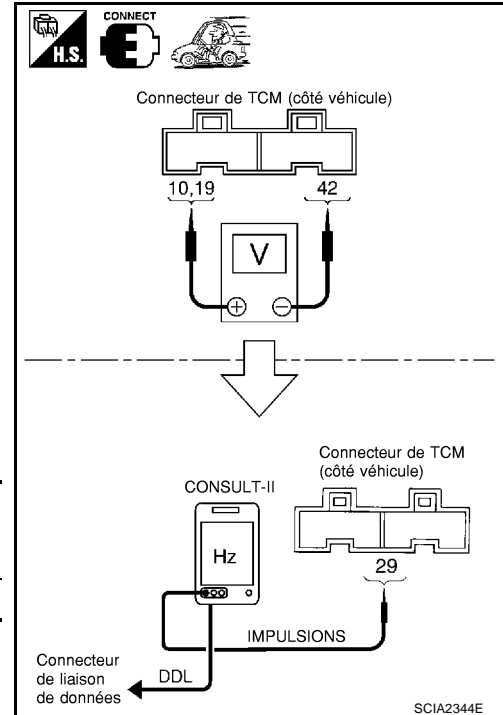 H.S.
CONNECT
Connecteur de TCM (côté véhicule)
10,19
42
V
+
−
Connecteur de TCM
(côté véhicule)
CONSULT-II
Hz
29
IMPULSIONS
DDL
Connecteur
de liaison
de données
SCIA2344E